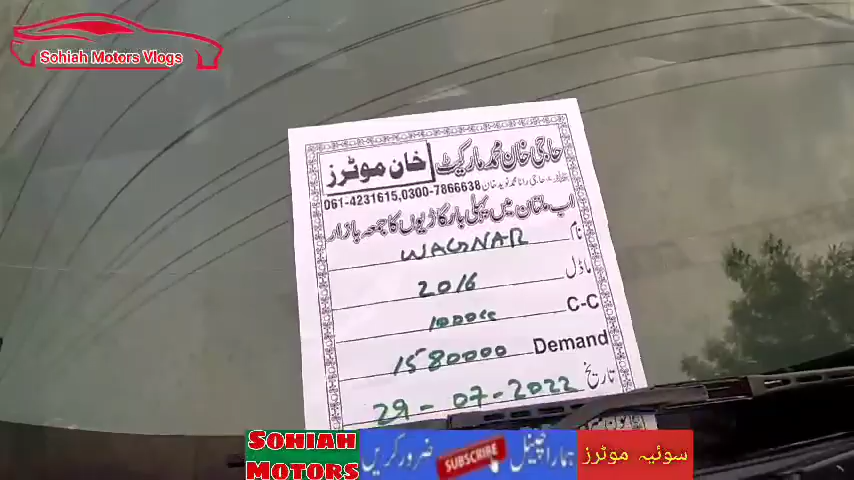 Sohiah Motors Vlogs
حاجی خان محمد مارکیٹ خان موٹرز
061-4231615,0300-7866638
اب ملتان میں پہلی بار کاڑیوں کا جمعہ بازار
نام WAGNAR
ماڈل 2016
C-C 1000cc
Demand 1580000
تاریخ 29-07-2022
SOHIAH MOTORS
ضرور کریں SUBSCRIBE ہمارا چینل
سوئیہ موٹرز